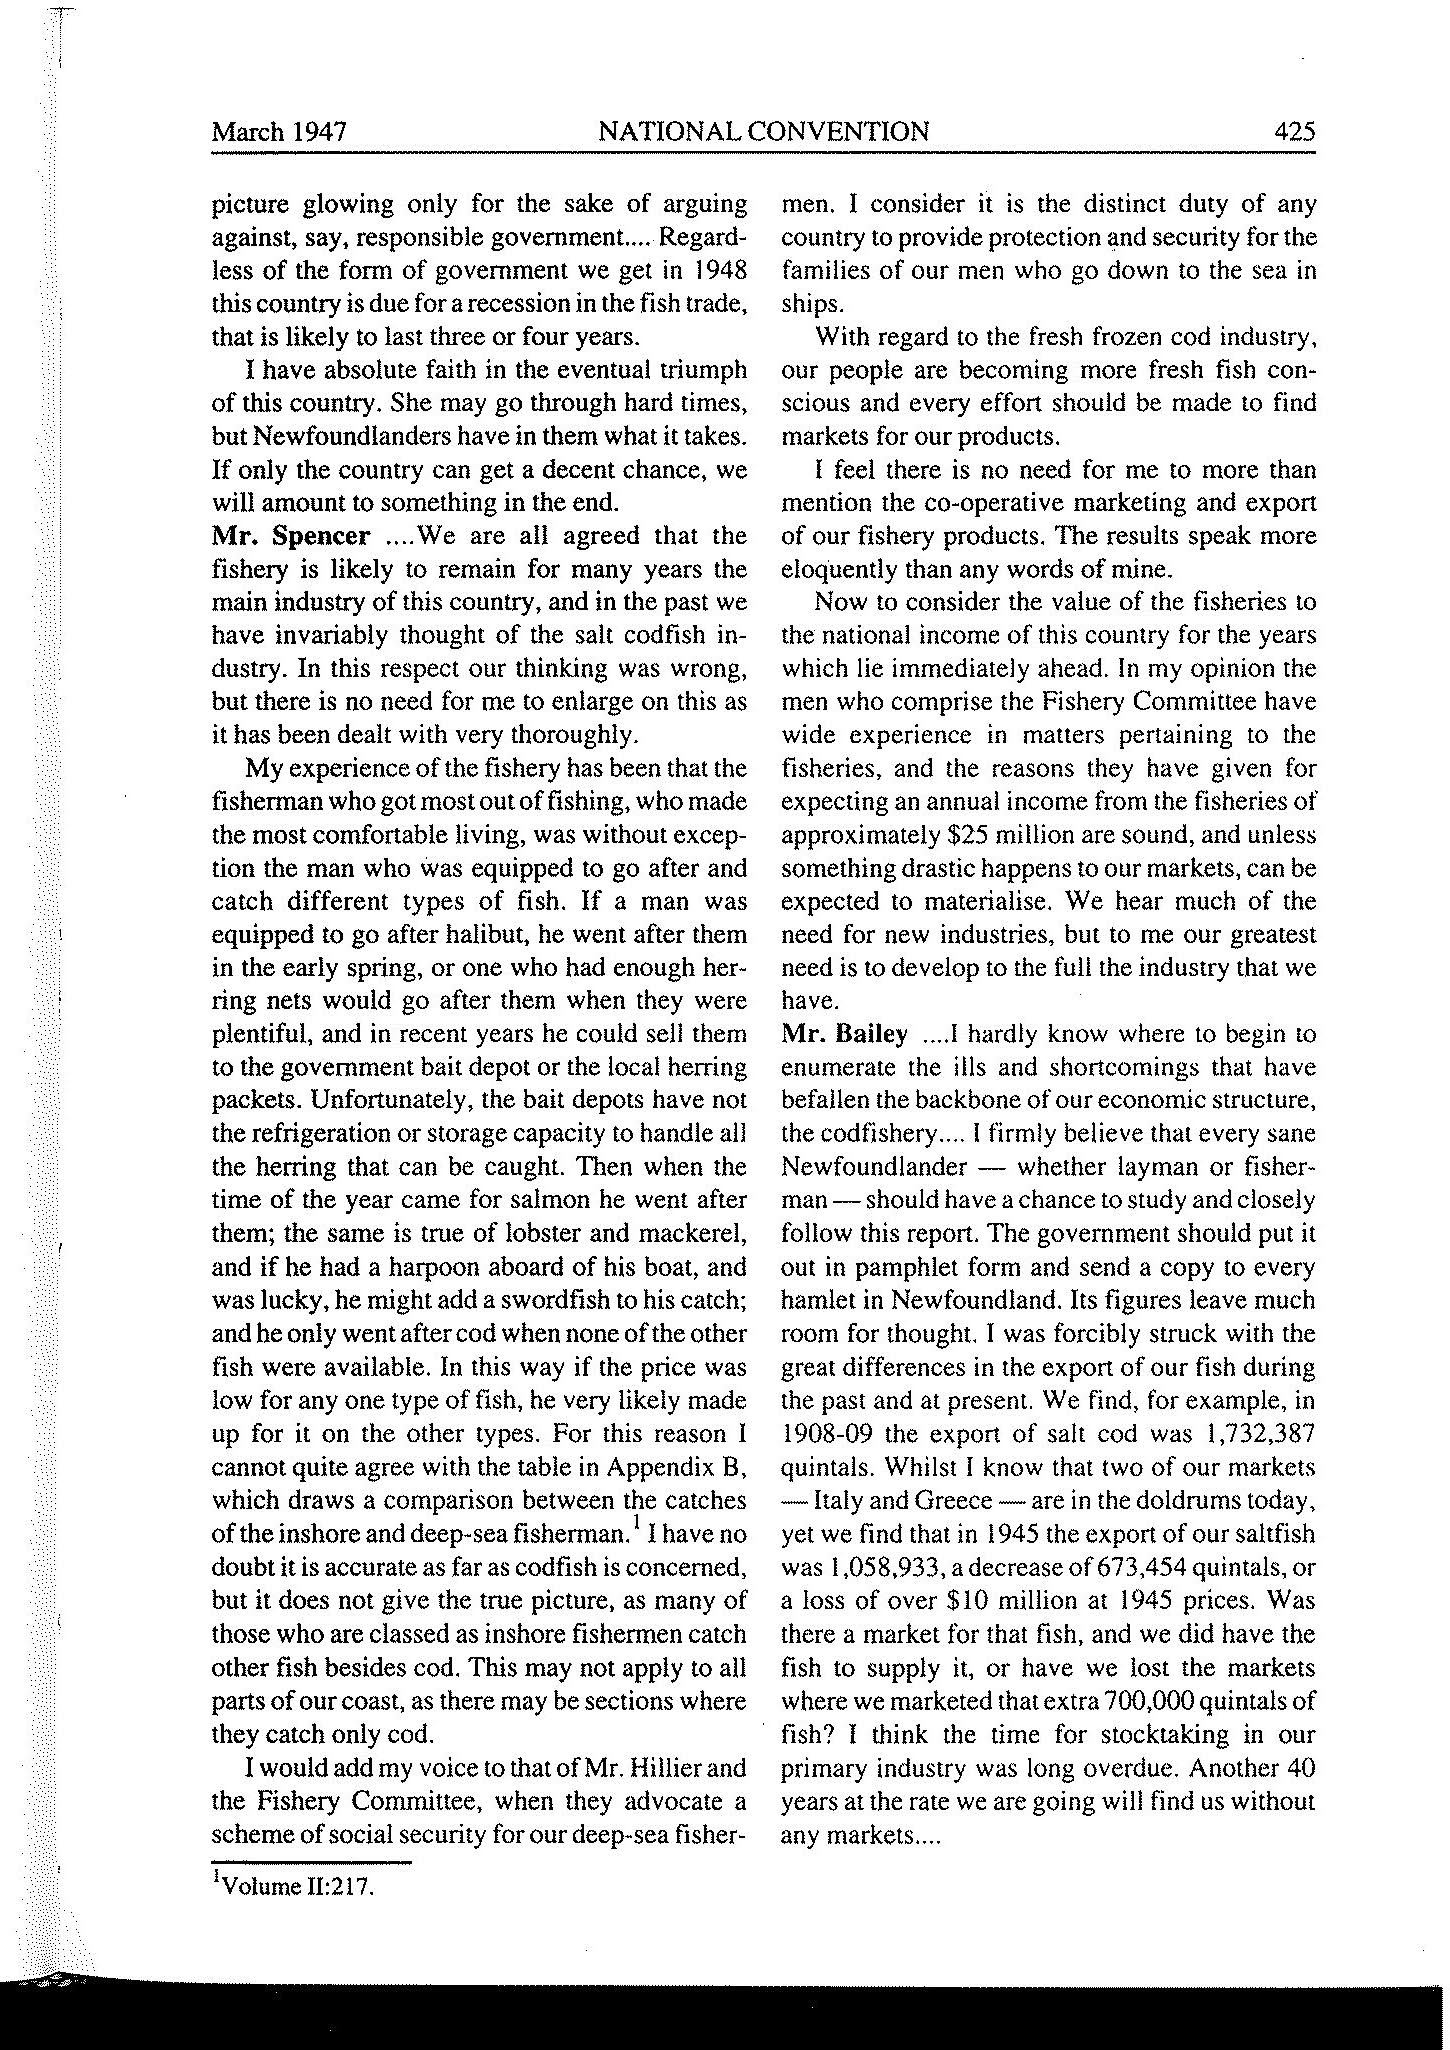 March 1947 NATIONAL CONVENTION 425
picture glowing only for the sake of arguing
against, say, responsible government.... Regard-
less of the form of government we get in 1948
this country is due for a recession in the fish trade,
that is likely to last three or four years.
I have absolute faith in the eventual triumph
of this country. She may go through hard times,
but Newfoundlanders have in them what it takes.
If only the country can get a decent chance, we
will amount to something in the end.
Mr. Spencer ....We are all agreed that the
fishery is likely to remain for many years the
main industry of this country, and in the past we
have invariably thought of the salt codfish in-
dustry. In this respect our thinking was wrong,
but there is no need for me to enlarge on this as
it has been dealt with very thoroughly.
My experience of the fishery has been that the
fisherman who got most out of fishing, who made
the most comfortable living, was without excep-
tion the man who was equipped to go after and
catch different types of fish. If a man was
equipped to go after halibut, he went after them
in the early spring, or one who had enough her-
ring nets would go after them when they were
plentiful, and in recent years he could sell them
to the government bait depot or the local herring
packets. Unfortunately, the bait depots have not
the refrigeration or storage capacity to handle all
the herring that can be caught. Then when the
time of the year came for salmon he went after
them; the same is true of lobster and mackerel,
and if he had a harpoon aboard of his boat, and
was lucky, he might add a swordfish to his catch;
and he only went after cod when none of the other
fish were available. In this way if the price was
low for any one type of fish, he very likely made
up for it on the other types. For this reason I
cannot quite agree with the table in Appendix B,
which draws a comparison between the catches
of the inshore and deep-sea fisherman.1 I have no
doubt it is accurate as far as codfish is concerned,
but it does not give the true picture, as many of
those who are classed as inshore fishermen catch
other fish besides cod. This may not apply to all
parts of our coast, as there may be sections where
they catch only cod.
I would add my voice to that of Mr. Hillier and
the Fishery Committee, when they advocate a
scheme of social security for our deep-sea fisher-
1Volume II:217.
men. I consider it is the distinct duty of any
country to provide protection and security for the
families of our men who go down to the sea in
ships.
With regard to the fresh frozen cod industry,
our people are becoming more fresh fish con-
scious and every effort should be made to find
markets for our products.
I feel there is no need for me to more than
mention the co-operative marketing and export
of our fishery products. The results speak more
eloquently than any words of mine.
Now to consider the value of the fisheries to
the national income of this country for the years
which lie immediately ahead. In my opinion the
men who comprise the Fishery Committee have
wide experience in matters pertaining to the
fisheries, and the reasons they have given for
expecting an annual income from the fisheries of
approximately $25 million are sound, and unless
something drastic happens to our markets, can be
expected to materialise. We hear much of the
need for new industries, but to me our greatest
need is to develop to the full the industry that we
have.
Mr. Bailey ....I hardly know where to begin to
enumerate the ills and shortcomings that have
befallen the backbone of our economic structure,
the codfishery.... I firmly believe that every sane
Newfoundlander — whether layman or fisher-
man — should have a chance to study and closely
follow this report. The government should put it
out in pamphlet form and send a copy to every
hamlet in Newfoundland. Its figures leave much
room for thought. I was forcibly struck with the
great differences in the export of our fish during
the past and at present. We find, for example, in
1908-09 the export of salt cod was 1,732,387
quintals. Whilst I know that two of our markets
— Italy and Greece — are in the doldrums today,
yet we find that in 1945 the export of our saltfish
was 1,058,933, a decrease of 673,454 quintals, or
a loss of over $10 million at 1945 prices. Was
there a market for that fish, and we did have the
fish to supply it, or have we lost the markets
where we marketed that extra 700,000 quintals of
fish? I think the time for stocktaking in our
primary industry was long overdue. Another 40
years at the rate we are going will find us without
any markets....